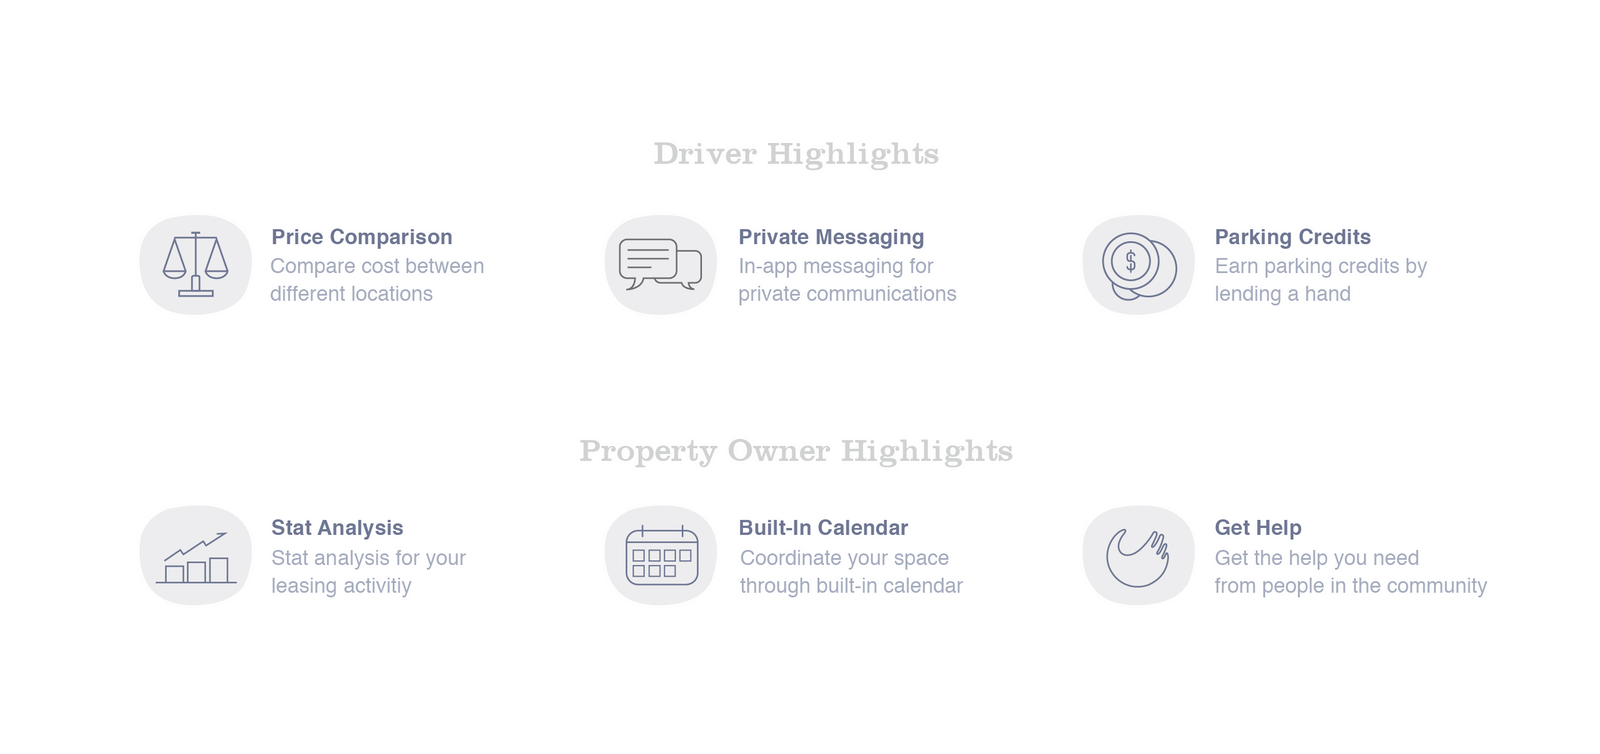 Driver Highlights
Price Comparison
Compare cost between
different locations
Private Messaging
In-app messaging for
private communications
$
Parking Credits
Earn parking credits by
lending a hand
Property Owner Highlights
Stat Analysis
Stat analysis for your
leasing activitiy
Built-In Calendar
Coordinate your space
through built-in calendar
Get Help
Get the help you need
from people in the community